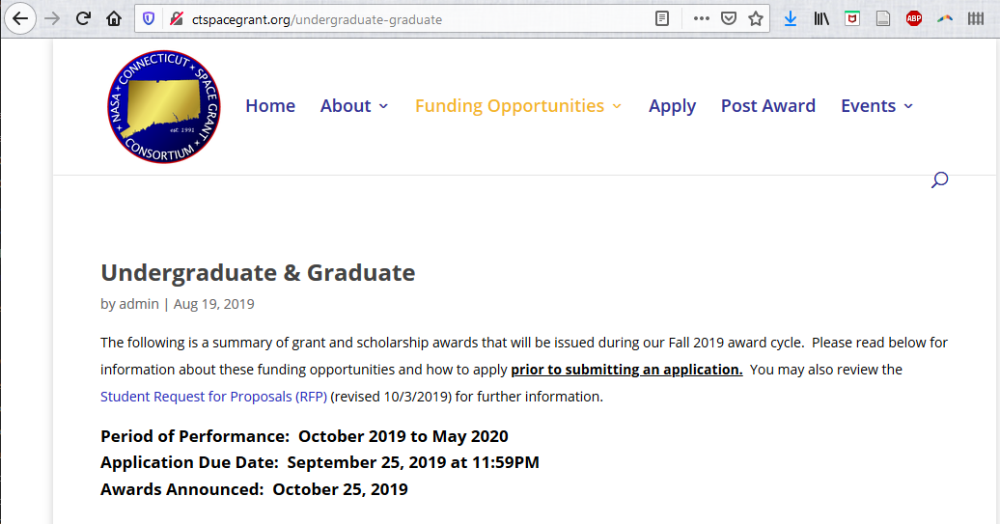 ctspacegrant.org/undergraduate-graduate
ABP
NASA ★ CONNECTICUT ★ SPACE GRANT ★ CONSORTIUM ★
est. 1991
Home
About
Funding Opportunities
Apply
Post Award
Events
Undergraduate & Graduate
by admin | Aug 19, 2019
The following is a summary of grant and scholarship awards that will be issued during our Fall 2019 award cycle.  Please read below for
information about these funding opportunities and how to apply prior to submitting an application.  You may also review the
Student Request for Proposals (RFP) (revised 10/3/2019) for further information.
Period of Performance:  October 2019 to May 2020
Application Due Date:  September 25, 2019 at 11:59PM
Awards Announced:  October 25, 2019